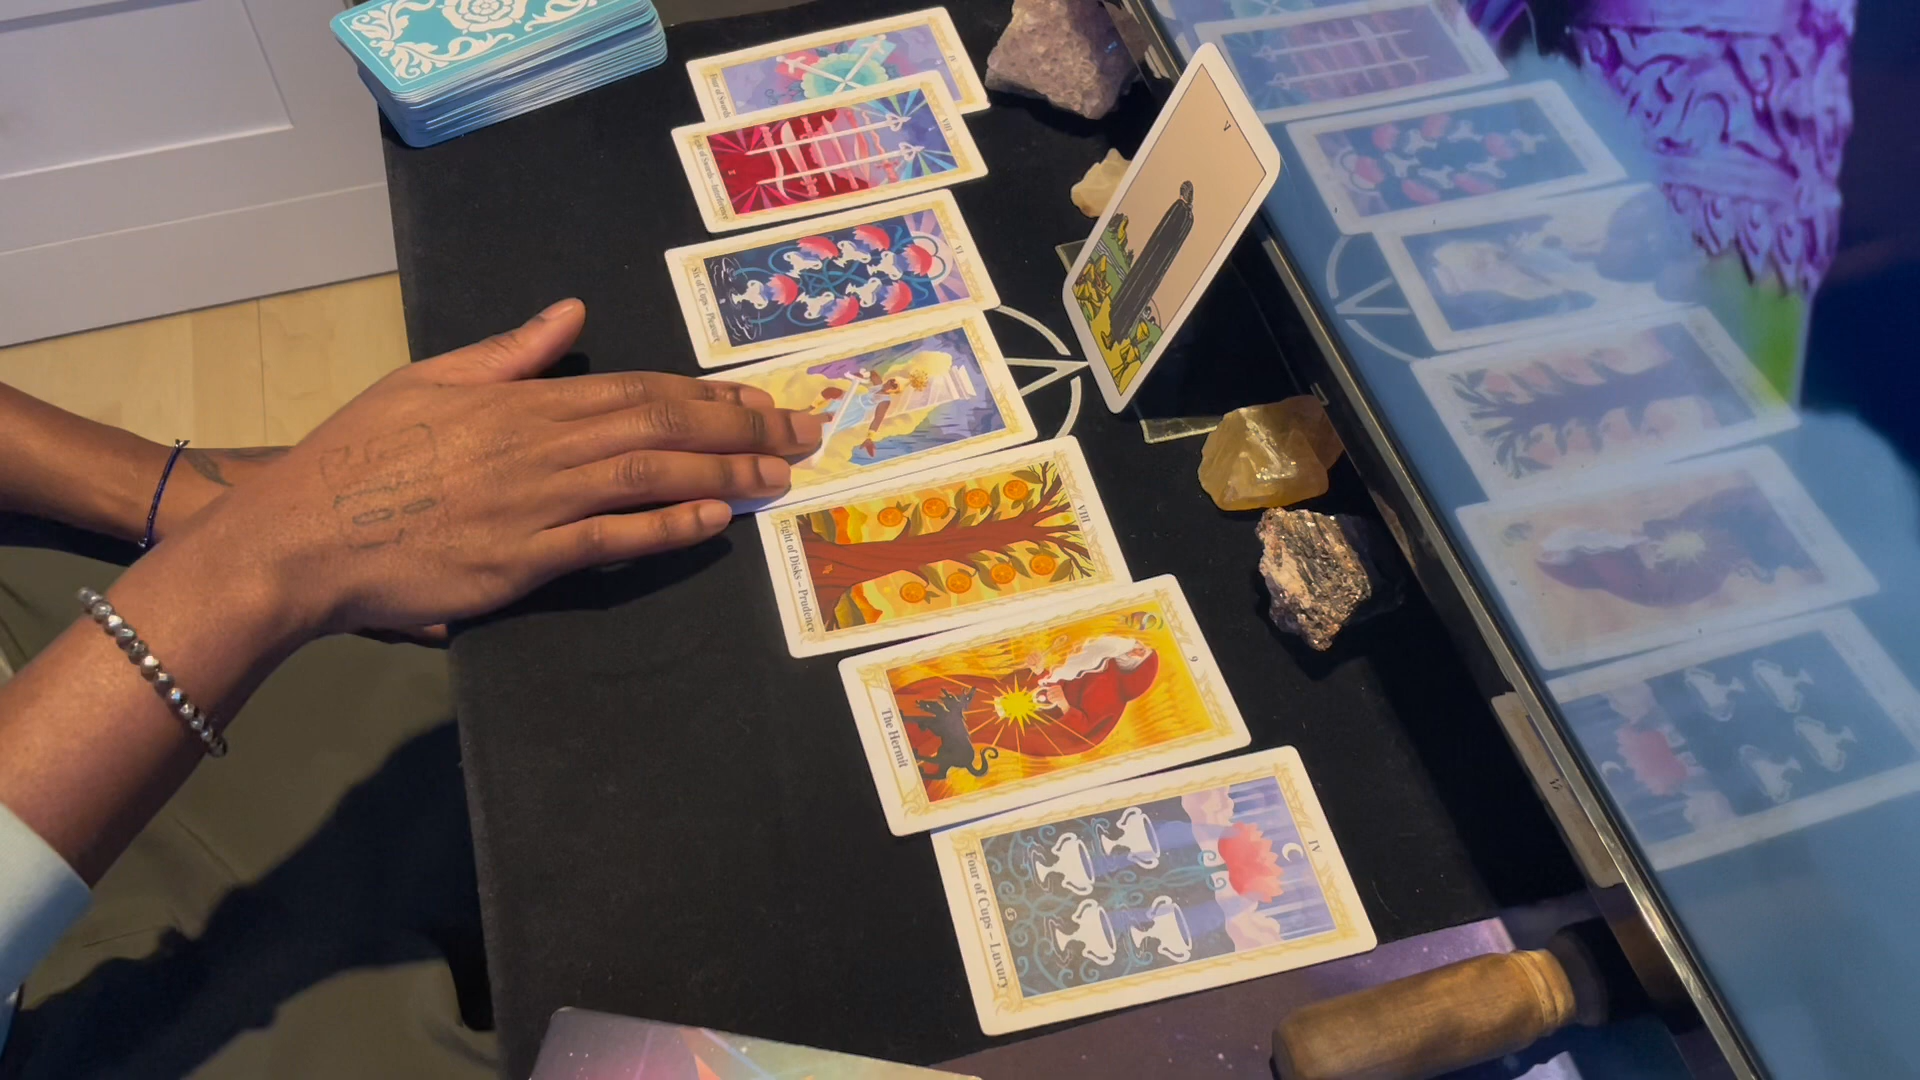 IV
Four of Swords
VIII
Eight of Swords – Interference
VI
Six of Cups – Pleasure
VIII
Eight of Disks – Prudence
9
The Hermit
IV
Four of Cups – Luxury
V